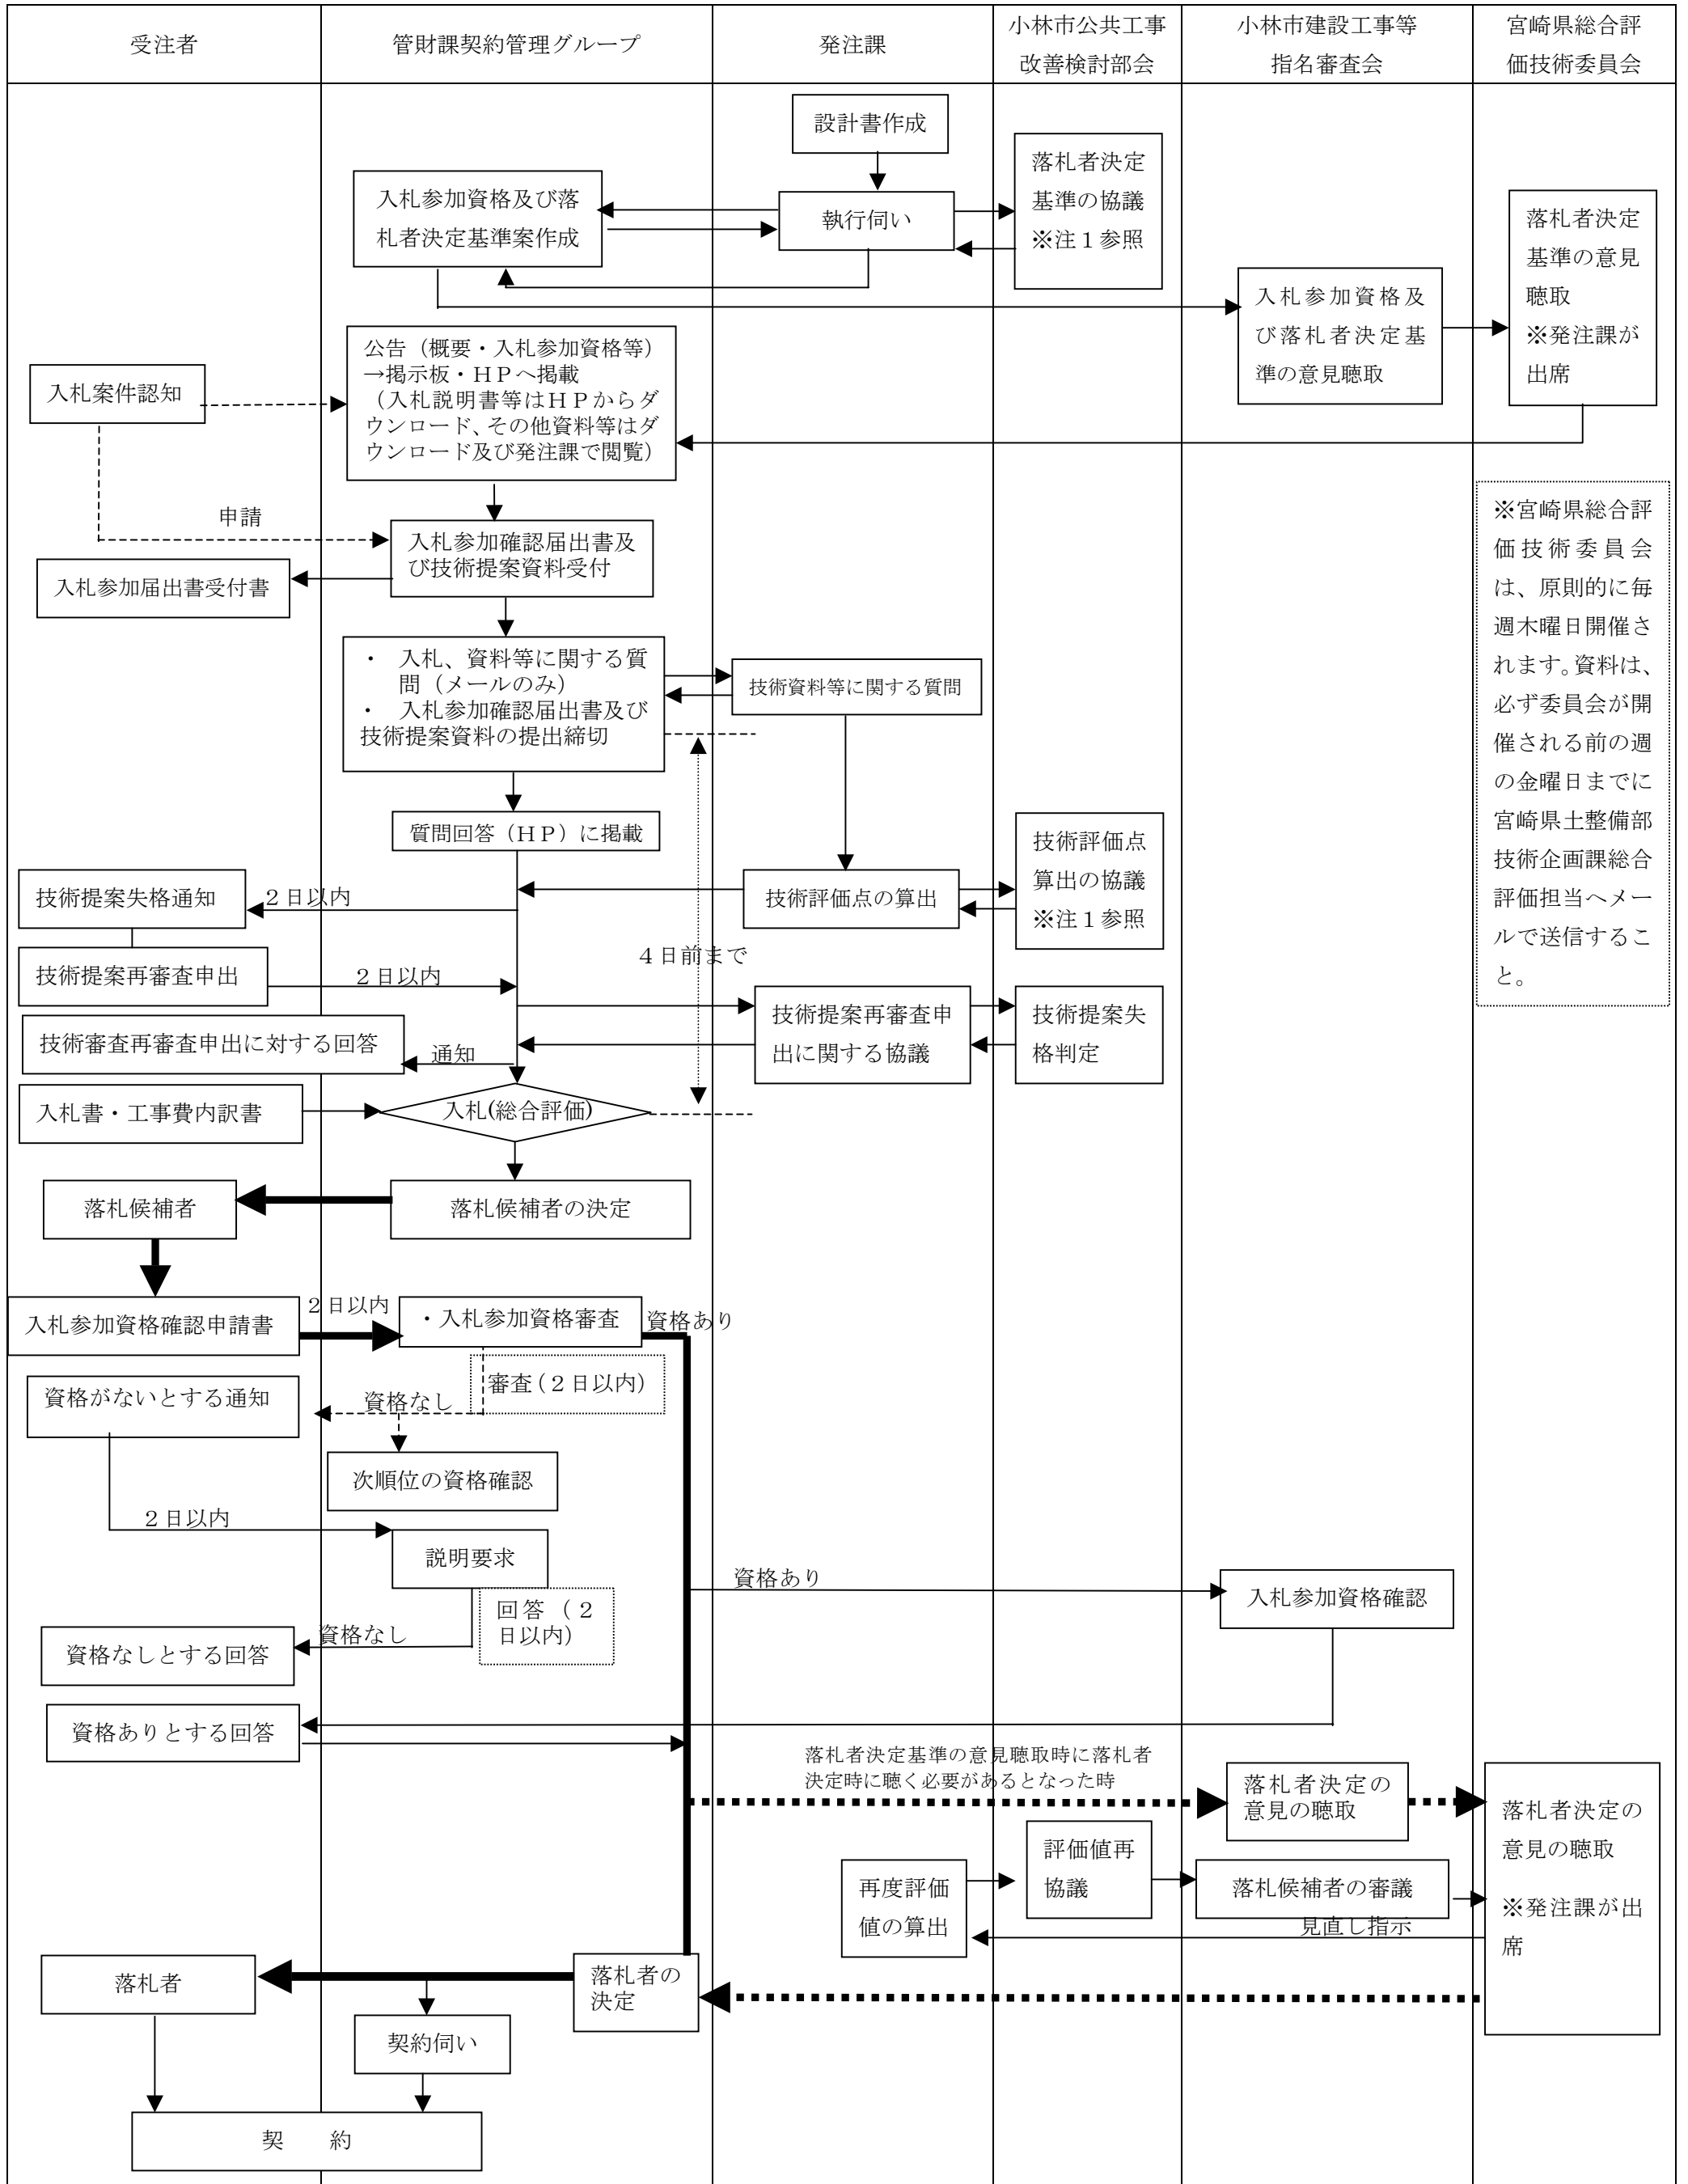 受注者
管財課契約管理グループ
発注課
小林市公共工事
改善検討部会
小林市建設工事等
指名審査会
宮崎県総合評
価技術委員会
設計書作成
落札者決定
基準の協議
※注１参照
入札参加資格及び落
札者決定基準案作成
執行伺い
落札者決定
基準の意見
聴取
※発注課が
出席
入札参加資格及
び落札者決定基
準の意見聴取
公告（概要・入札参加資格等）
→掲示板・ＨＰへ掲載
（入札説明書等はＨＰからダ
ウンロード、その他資料等はダ
ウンロード及び発注課で閲覧）
入札案件認知
申請
入札参加確認届出書及
び技術提案資料受付
入札参加届出書受付書
※宮崎県総合評
価技術委員会
は、原則的に毎
週木曜日開催さ
れます。資料は、
必ず委員会が開
催される前の週
の金曜日までに
宮崎県土整備部
技術企画課総合
評価担当へメー
ルで送信するこ
と。
・　入札、資料等に関する質
問（メールのみ）
・　入札参加確認届出書及び
技術提案資料の提出締切
技術資料等に関する質問
質問回答（ＨＰ）に掲載
技術評価点
算出の協議
※注１参照
技術提案失格通知
２日以内
技術評価点の算出
４日前まで
技術提案再審査申出
２日以内
技術提案再審査申
出に関する協議
技術提案失
格判定
技術審査再審査申出に対する回答
通知
入札書・工事費内訳書
入札(総合評価)
落札候補者
落札候補者の決定
入札参加資格確認申請書
２日以内
・入札参加資格審査
資格あり
審査（２日以内）
資格がないとする通知
資格なし
次順位の資格確認
２日以内
説明要求
資格あり
入札参加資格確認
回答（２
日以内）
資格なし
資格なしとする回答
資格ありとする回答
落札者決定基準の意見聴取時に落札者
決定時に聴く必要があるとなった時
落札者決定の
意見の聴取
落札者決定の
意見の聴取
※発注課が出
席
評価値再
協議
再度評価
値の算出
落札候補者の審議
見直し指示
落札者
落札者の
決定
契約伺い
契　　約